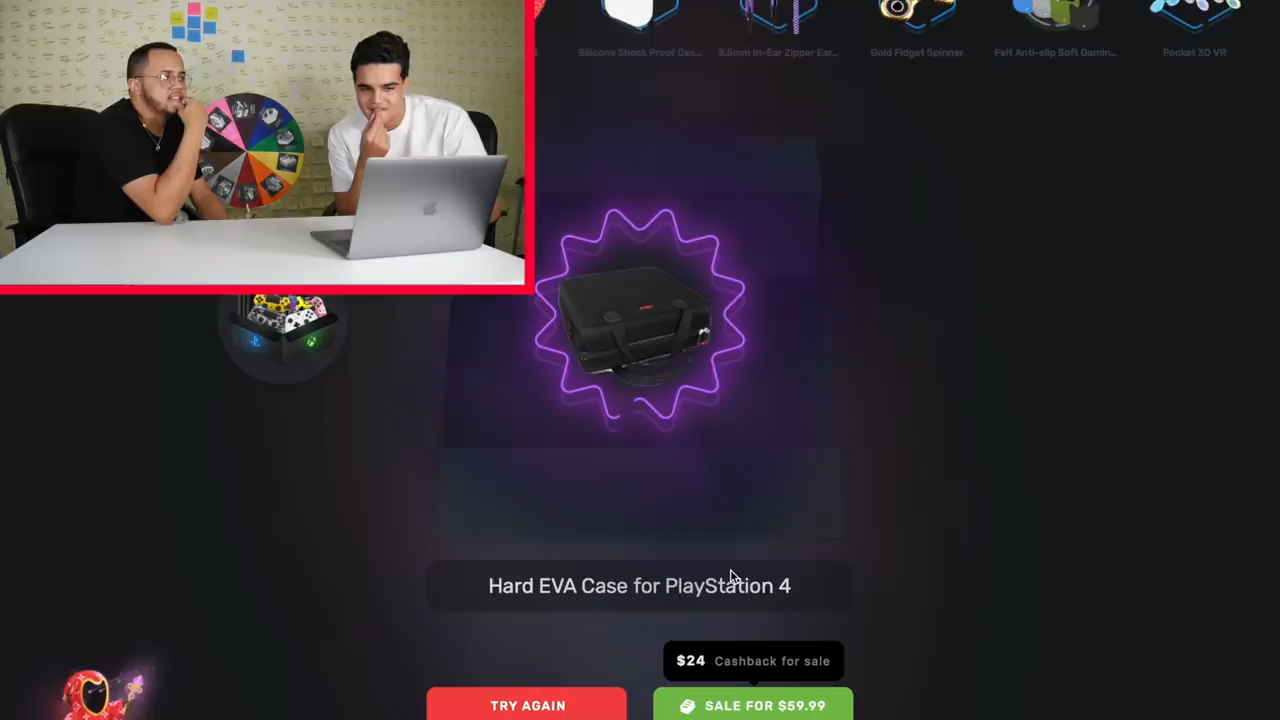 Silicone Shock Proof Cas...
3.5mm In-Ear Zipper Ear...
Gold Fidget Spinner
Felt Anti-slip Soft Gamin...
Pocket 3D VR
Hard EVA Case for PlayStation 4
$24 Cashback for sale
TRY AGAIN
SALE FOR $59.99